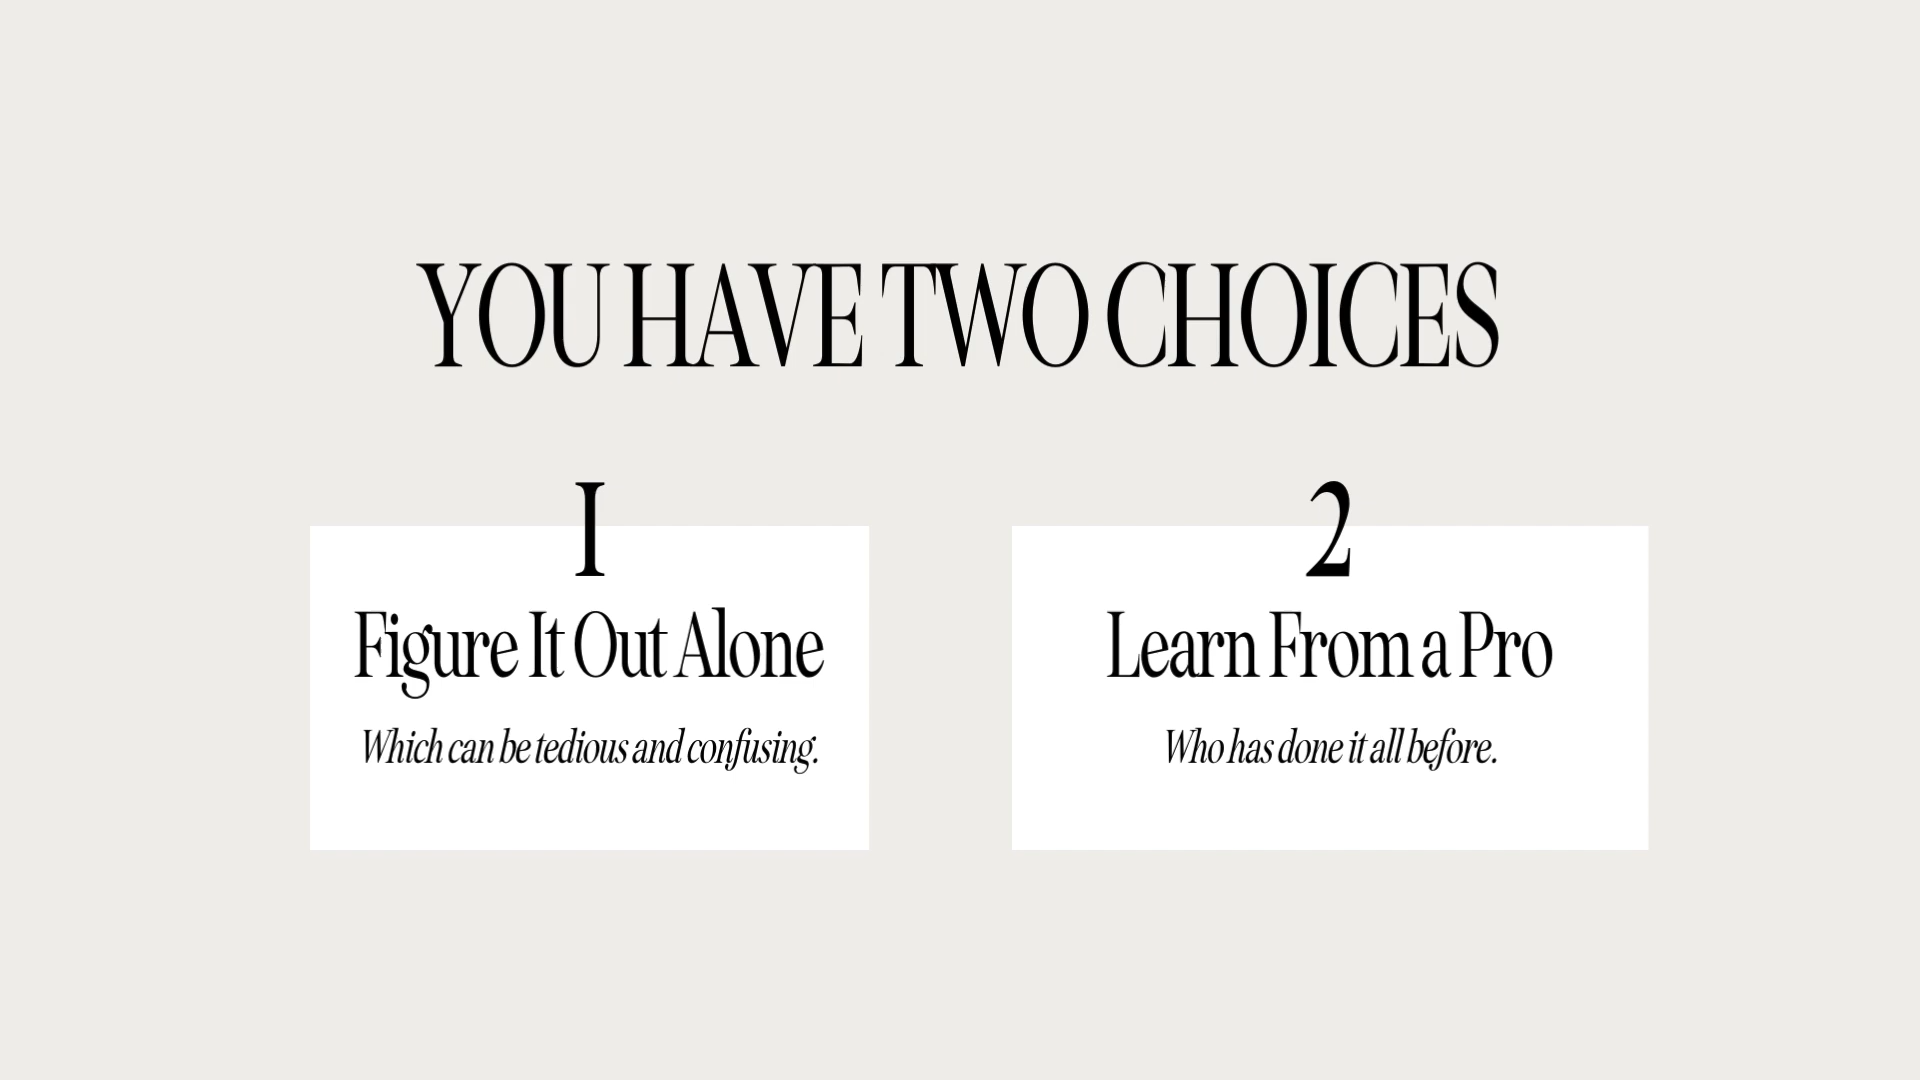 YOU HAVE TWO CHOICES
1
Figure It Out Alone
Which can be tedious and confusing.
2
Learn From a Pro
Who has done it all before.